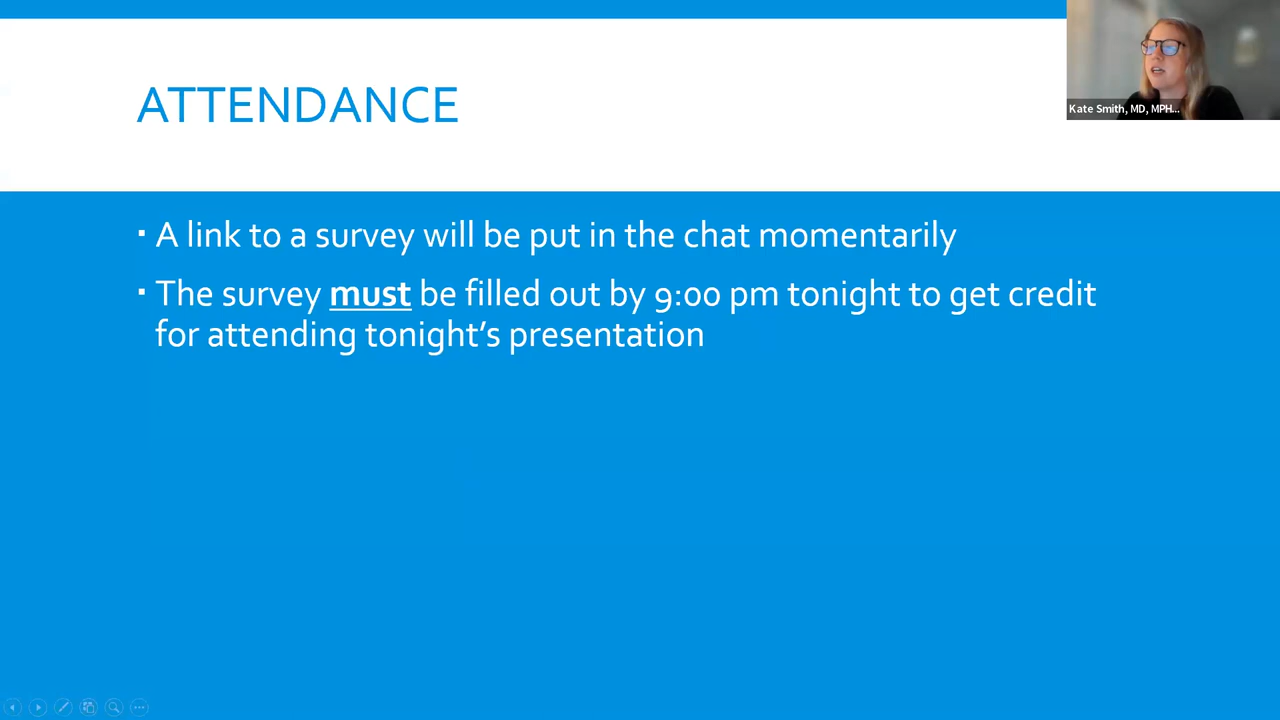 ATTENDANCE
Kate Smith, MD, MPH...
▪ A link to a survey will be put in the chat momentarily
▪ The survey must be filled out by 9:00 pm tonight to get credit
for attending tonight’s presentation